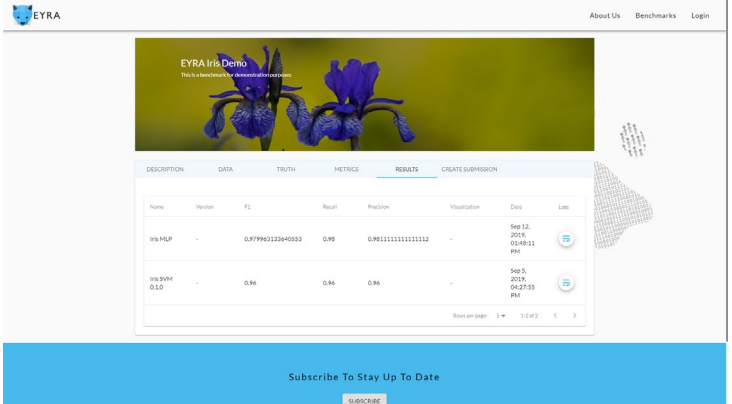 EYRA
About Us Benchmarks Login
EYRA Iris Demo
This is a benchmark for demonstration purposes
DESCRIPTION DATA TRUTH METRICS RESULTS CREATE SUBMISSION
Name Version F1 Recall Precision Visualization Date Logs
Iris MLP - 0.979963133640553 0.98 0.9811111111111112 -
Sep 12,
2019,
01:48:11
PM
Iris SVM
0.1.0
- 0.96 0.96 0.96 -
Sep 5,
2019,
04:27:55
PM
Rows per page: 5 1-2 of 2
Subscribe To Stay Up To Date
SUBSCRIBE